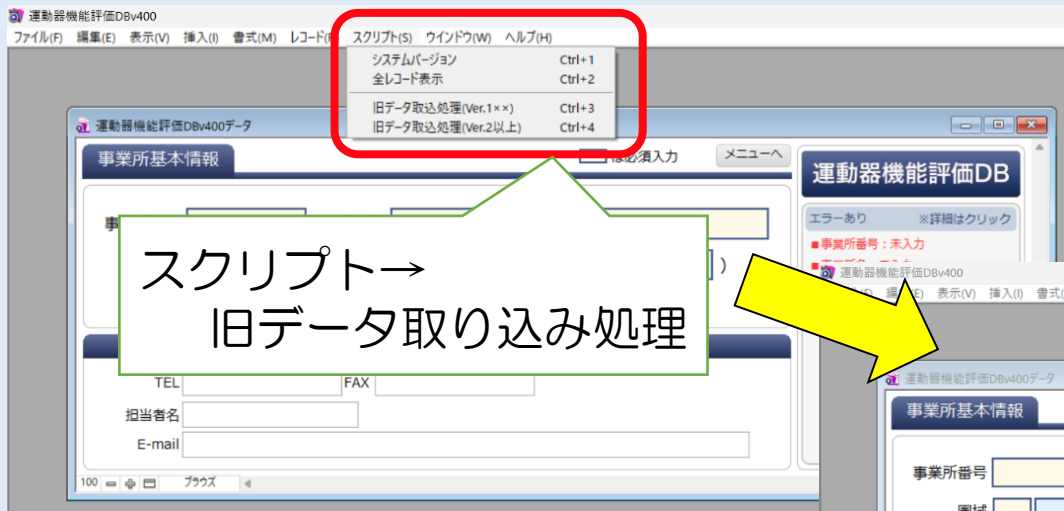 運動器機能評価DBv400
ファイル(F) 編集(E) 表示(V) 挿入(I) 書式(M) レコード(R スクリプト(S) ウインドウ(W) ヘルプ(H)
システムバージョン Ctrl+1
全レコード表示 Ctrl+2
旧データ取込処理(Ver.1××) Ctrl+3
旧データ取込処理(Ver.2以上) Ctrl+4
運動器機能評価DBv400データ
事業所基本情報
は必須入力
メニューへ
運動器機能評価DB
エラーあり ※詳細はクリック
■事業所番号：未入力
事
)
スクリプト→
旧データ取り込み処理
TEL
FAX
担当者名
E-mail
100
ブラウズ
運動器機能評価DBv400
表示(V) 挿入(I) 書式(
運動器機能評価DBv400データ
事業所基本情報
事業所番号
圏域